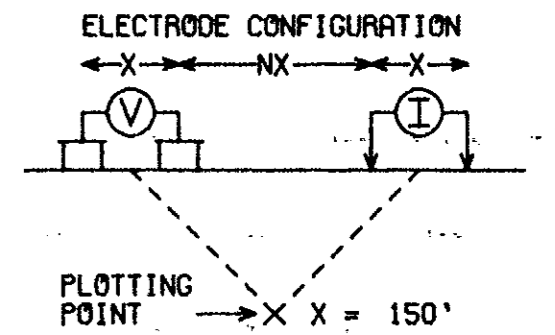 ELECTRODE CONFIGURATION
X NX X
V I
PLOTTING
POINT X X = 150'